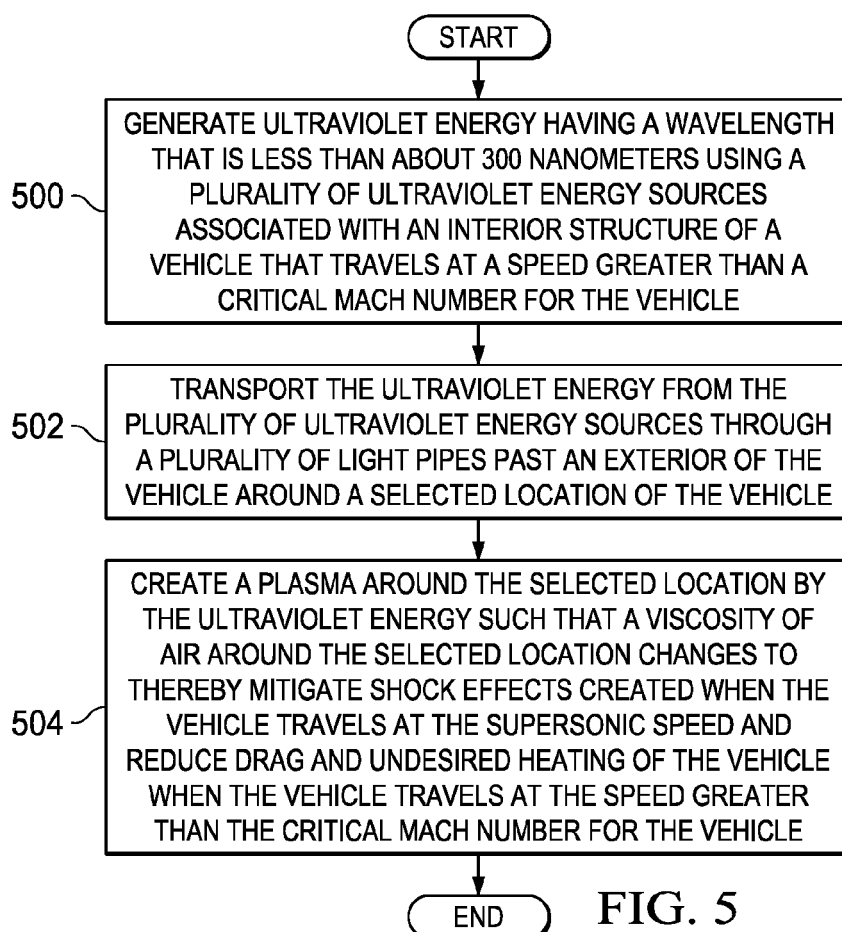 START
500
GENERATE ULTRAVIOLET ENERGY HAVING A WAVELENGTH
THAT IS LESS THAN ABOUT 300 NANOMETERS USING A
PLURALITY OF ULTRAVIOLET ENERGY SOURCES
ASSOCIATED WITH AN INTERIOR STRUCTURE OF A
VEHICLE THAT TRAVELS AT A SPEED GREATER THAN A
CRITICAL MACH NUMBER FOR THE VEHICLE
502
TRANSPORT THE ULTRAVIOLET ENERGY FROM THE
PLURALITY OF ULTRAVIOLET ENERGY SOURCES THROUGH
A PLURALITY OF LIGHT PIPES PAST AN EXTERIOR OF THE
VEHICLE AROUND A SELECTED LOCATION OF THE VEHICLE
504
CREATE A PLASMA AROUND THE SELECTED LOCATION BY
THE ULTRAVIOLET ENERGY SUCH THAT A VISCOSITY OF
AIR AROUND THE SELECTED LOCATION CHANGES TO
THEREBY MITIGATE SHOCK EFFECTS CREATED WHEN THE
VEHICLE TRAVELS AT THE SUPERSONIC SPEED AND
REDUCE DRAG AND UNDESIRED HEATING OF THE VEHICLE
WHEN THE VEHICLE TRAVELS AT THE SPEED GREATER
THAN THE CRITICAL MACH NUMBER FOR THE VEHICLE
END
FIG. 5